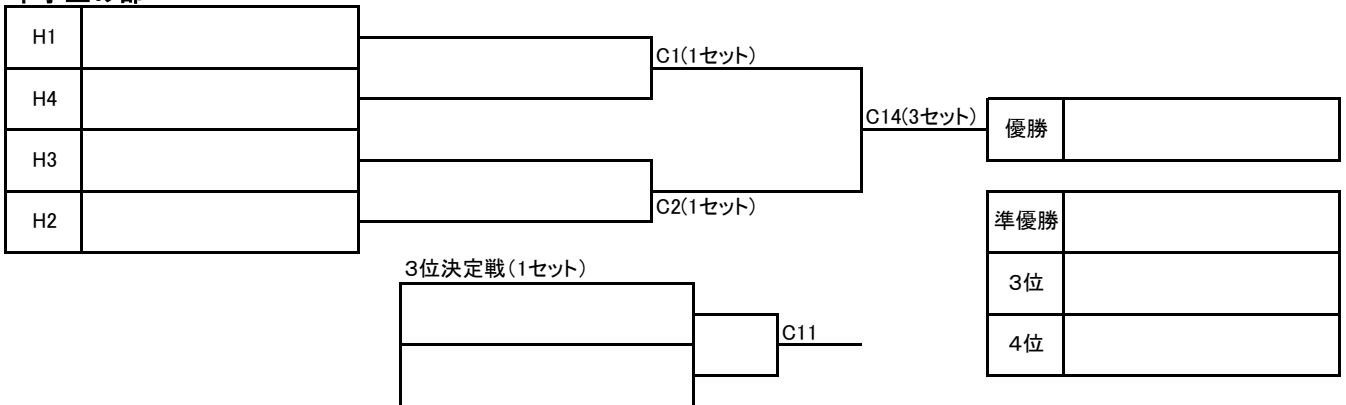 H1
C1(1セット)
H4
C14(3セット)
優勝
H3
H2
C2(1セット)
準優勝
3位決定戦(1セット)
3位
C11
4位